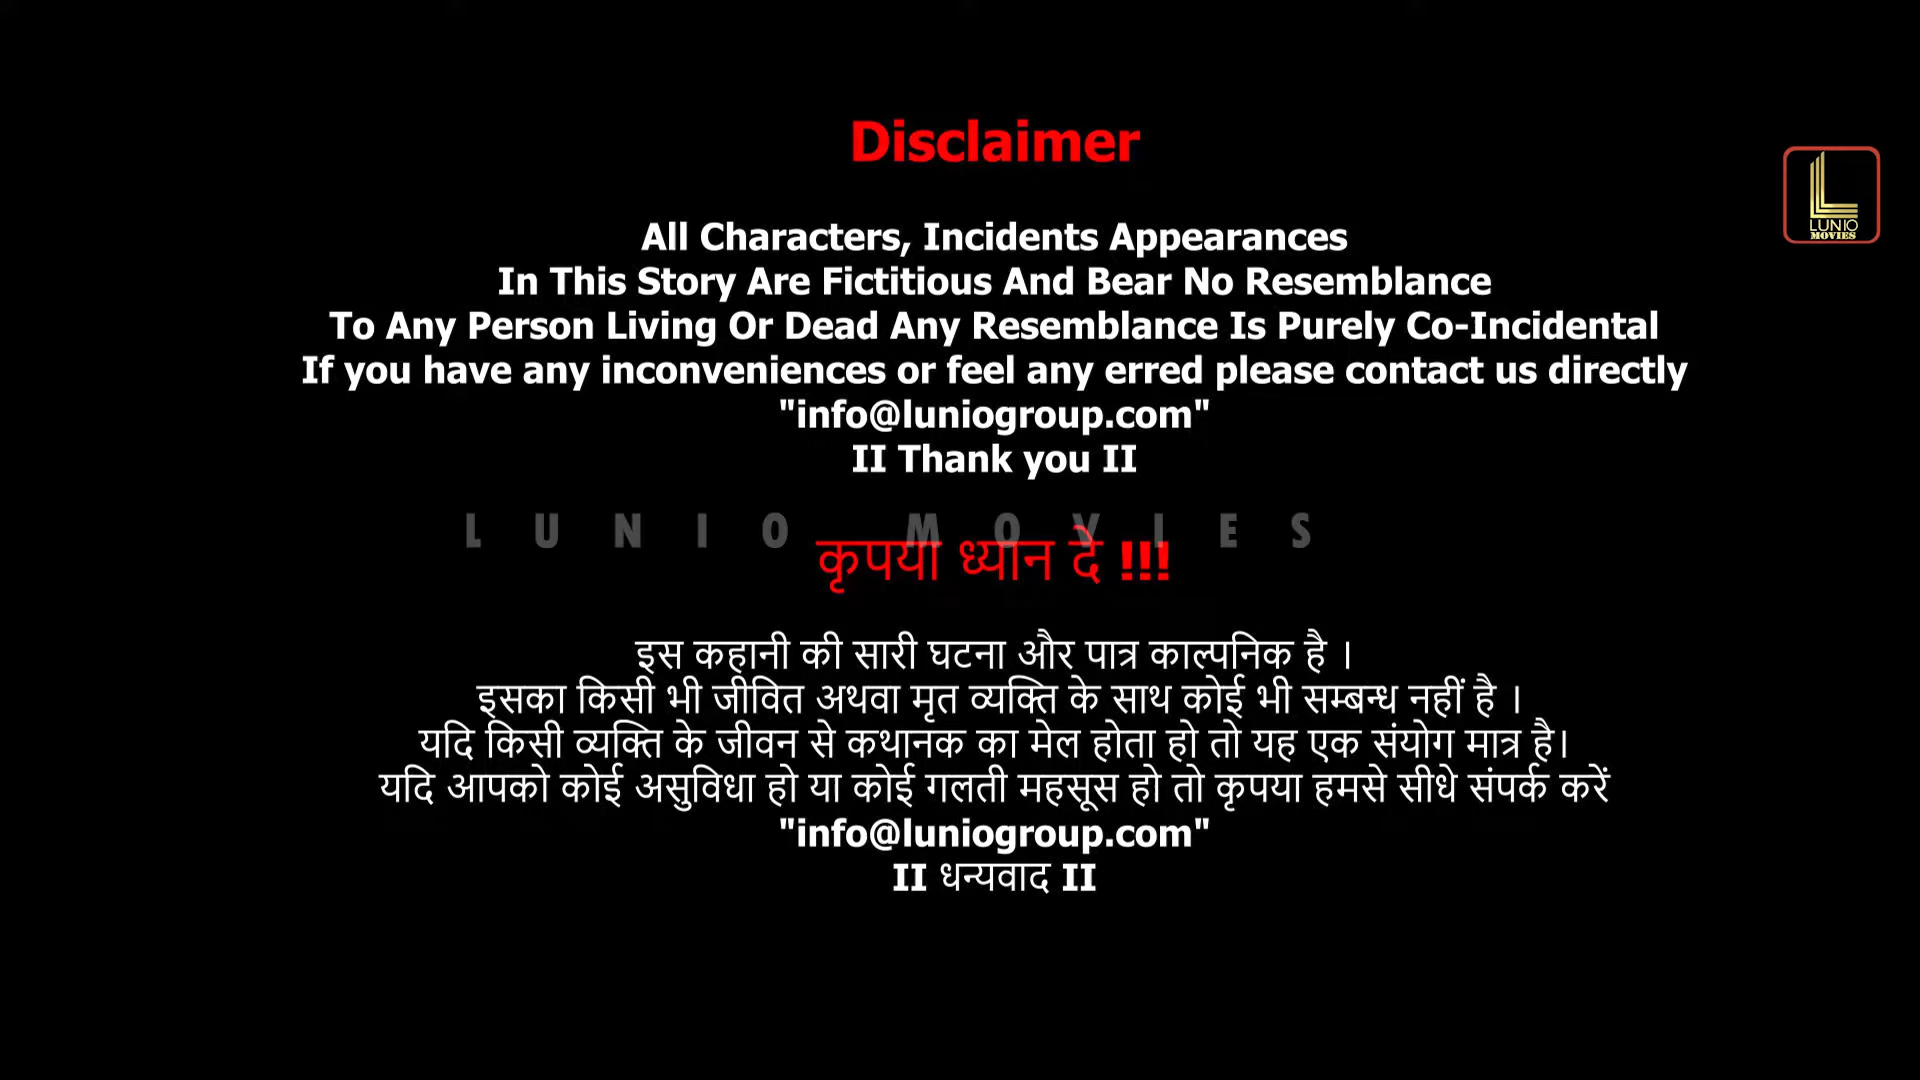 Disclaimer
All Characters, Incidents Appearances
In This Story Are Fictitious And Bear No Resemblance
To Any Person Living Or Dead Any Resemblance Is Purely Co-Incidental
If you have any inconveniences or feel any erred please contact us directly
"info@luniogroup.com"
II Thank you II
LUNIO
MOVIES
LUNIO MOVIES
कृपया ध्यान दे !!!
इस कहानी की सारी घटना और पात्र काल्पनिक है ।
इसका किसी भी जीवित अथवा मृत व्यक्ति के साथ कोई भी सम्बन्ध नहीं है ।
यदि किसी व्यक्ति के जीवन से कथानक का मेल होता हो तो यह एक संयोग मात्र है।
यदि आपको कोई असुविधा हो या कोई गलती महसूस हो तो कृपया हमसे सीधे संपर्क करें
"info@luniogroup.com"
II धन्यवाद II